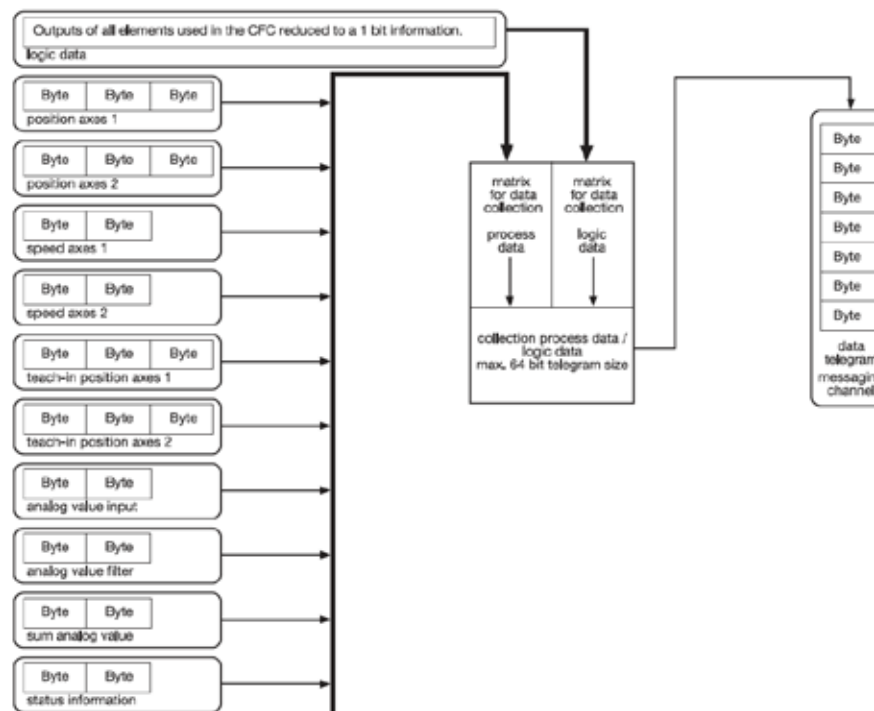 Outputs of all elements used in the CFC reduced to a 1 bit information.
logic data
Byte Byte Byte
position axes 1
Byte Byte Byte
position axes 2
Byte Byte
speed axes 1
Byte Byte
speed axes 2
Byte Byte Byte
teach-in position axes 1
Byte Byte Byte
teach-in position axes 2
Byte Byte
analog value input
Byte Byte
analog value filter
Byte Byte
sum analog value
Byte Byte
status information
matrix
for data
collection
process
data
matrix
for data
collection
logic
data
collection process data /
logic data
max. 64 bit telegram size
Byte
Byte
Byte
Byte
Byte
Byte
Byte
data
telegram
messagin
channel